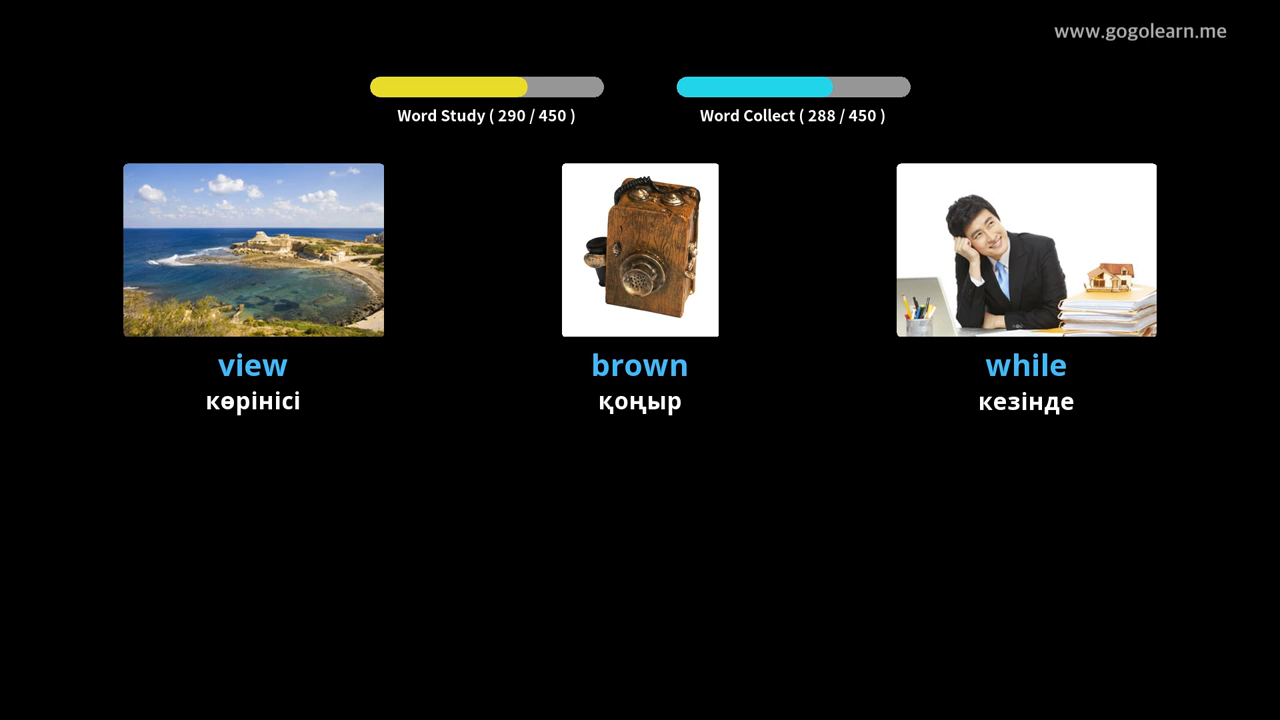 www.gogolearn.me
Word Study ( 290 / 450 )
Word Collect ( 288 / 450 )
view
көрінісі
brown
қоңыр
while
кезінде